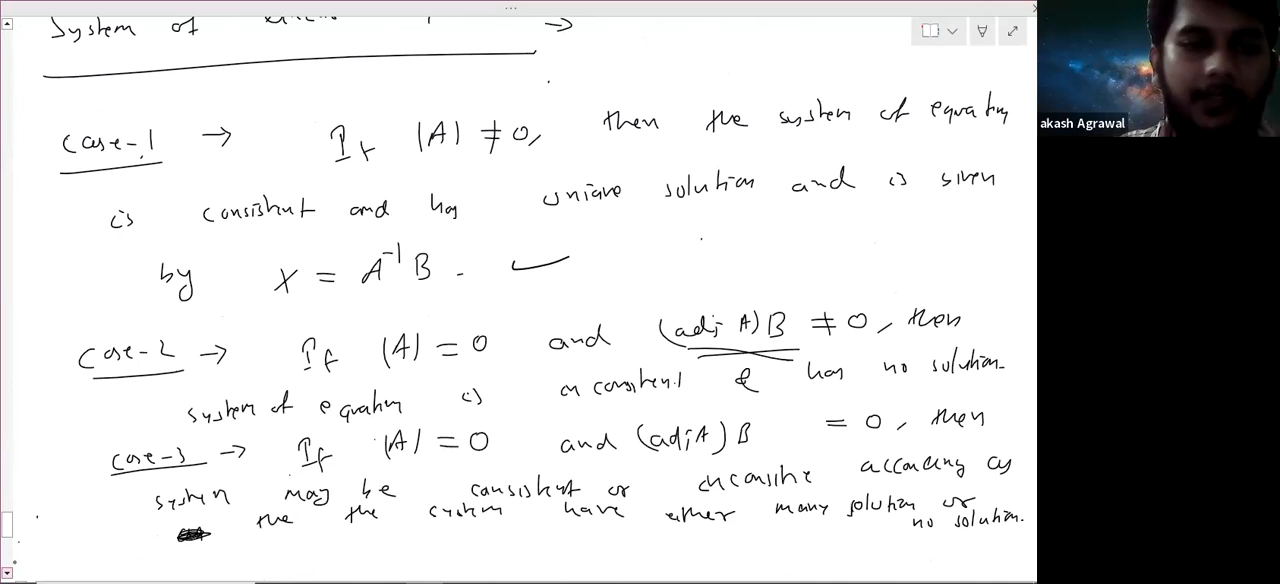 System of
Case-1 → If |A| ≠ 0, then the system of equation
is consistent and has unique solution and is given
by X = A⁻¹ B.
Case-2 → If |A| = 0 and (adj A) B ≠ 0, then
system of equation is inconsistent & has no solution.
Case-3 → If |A| = 0 and (adj A) B = 0, then
system may be consistent or inconsitve according as
the the system have either many solution or
no solution.
akash Agrawal